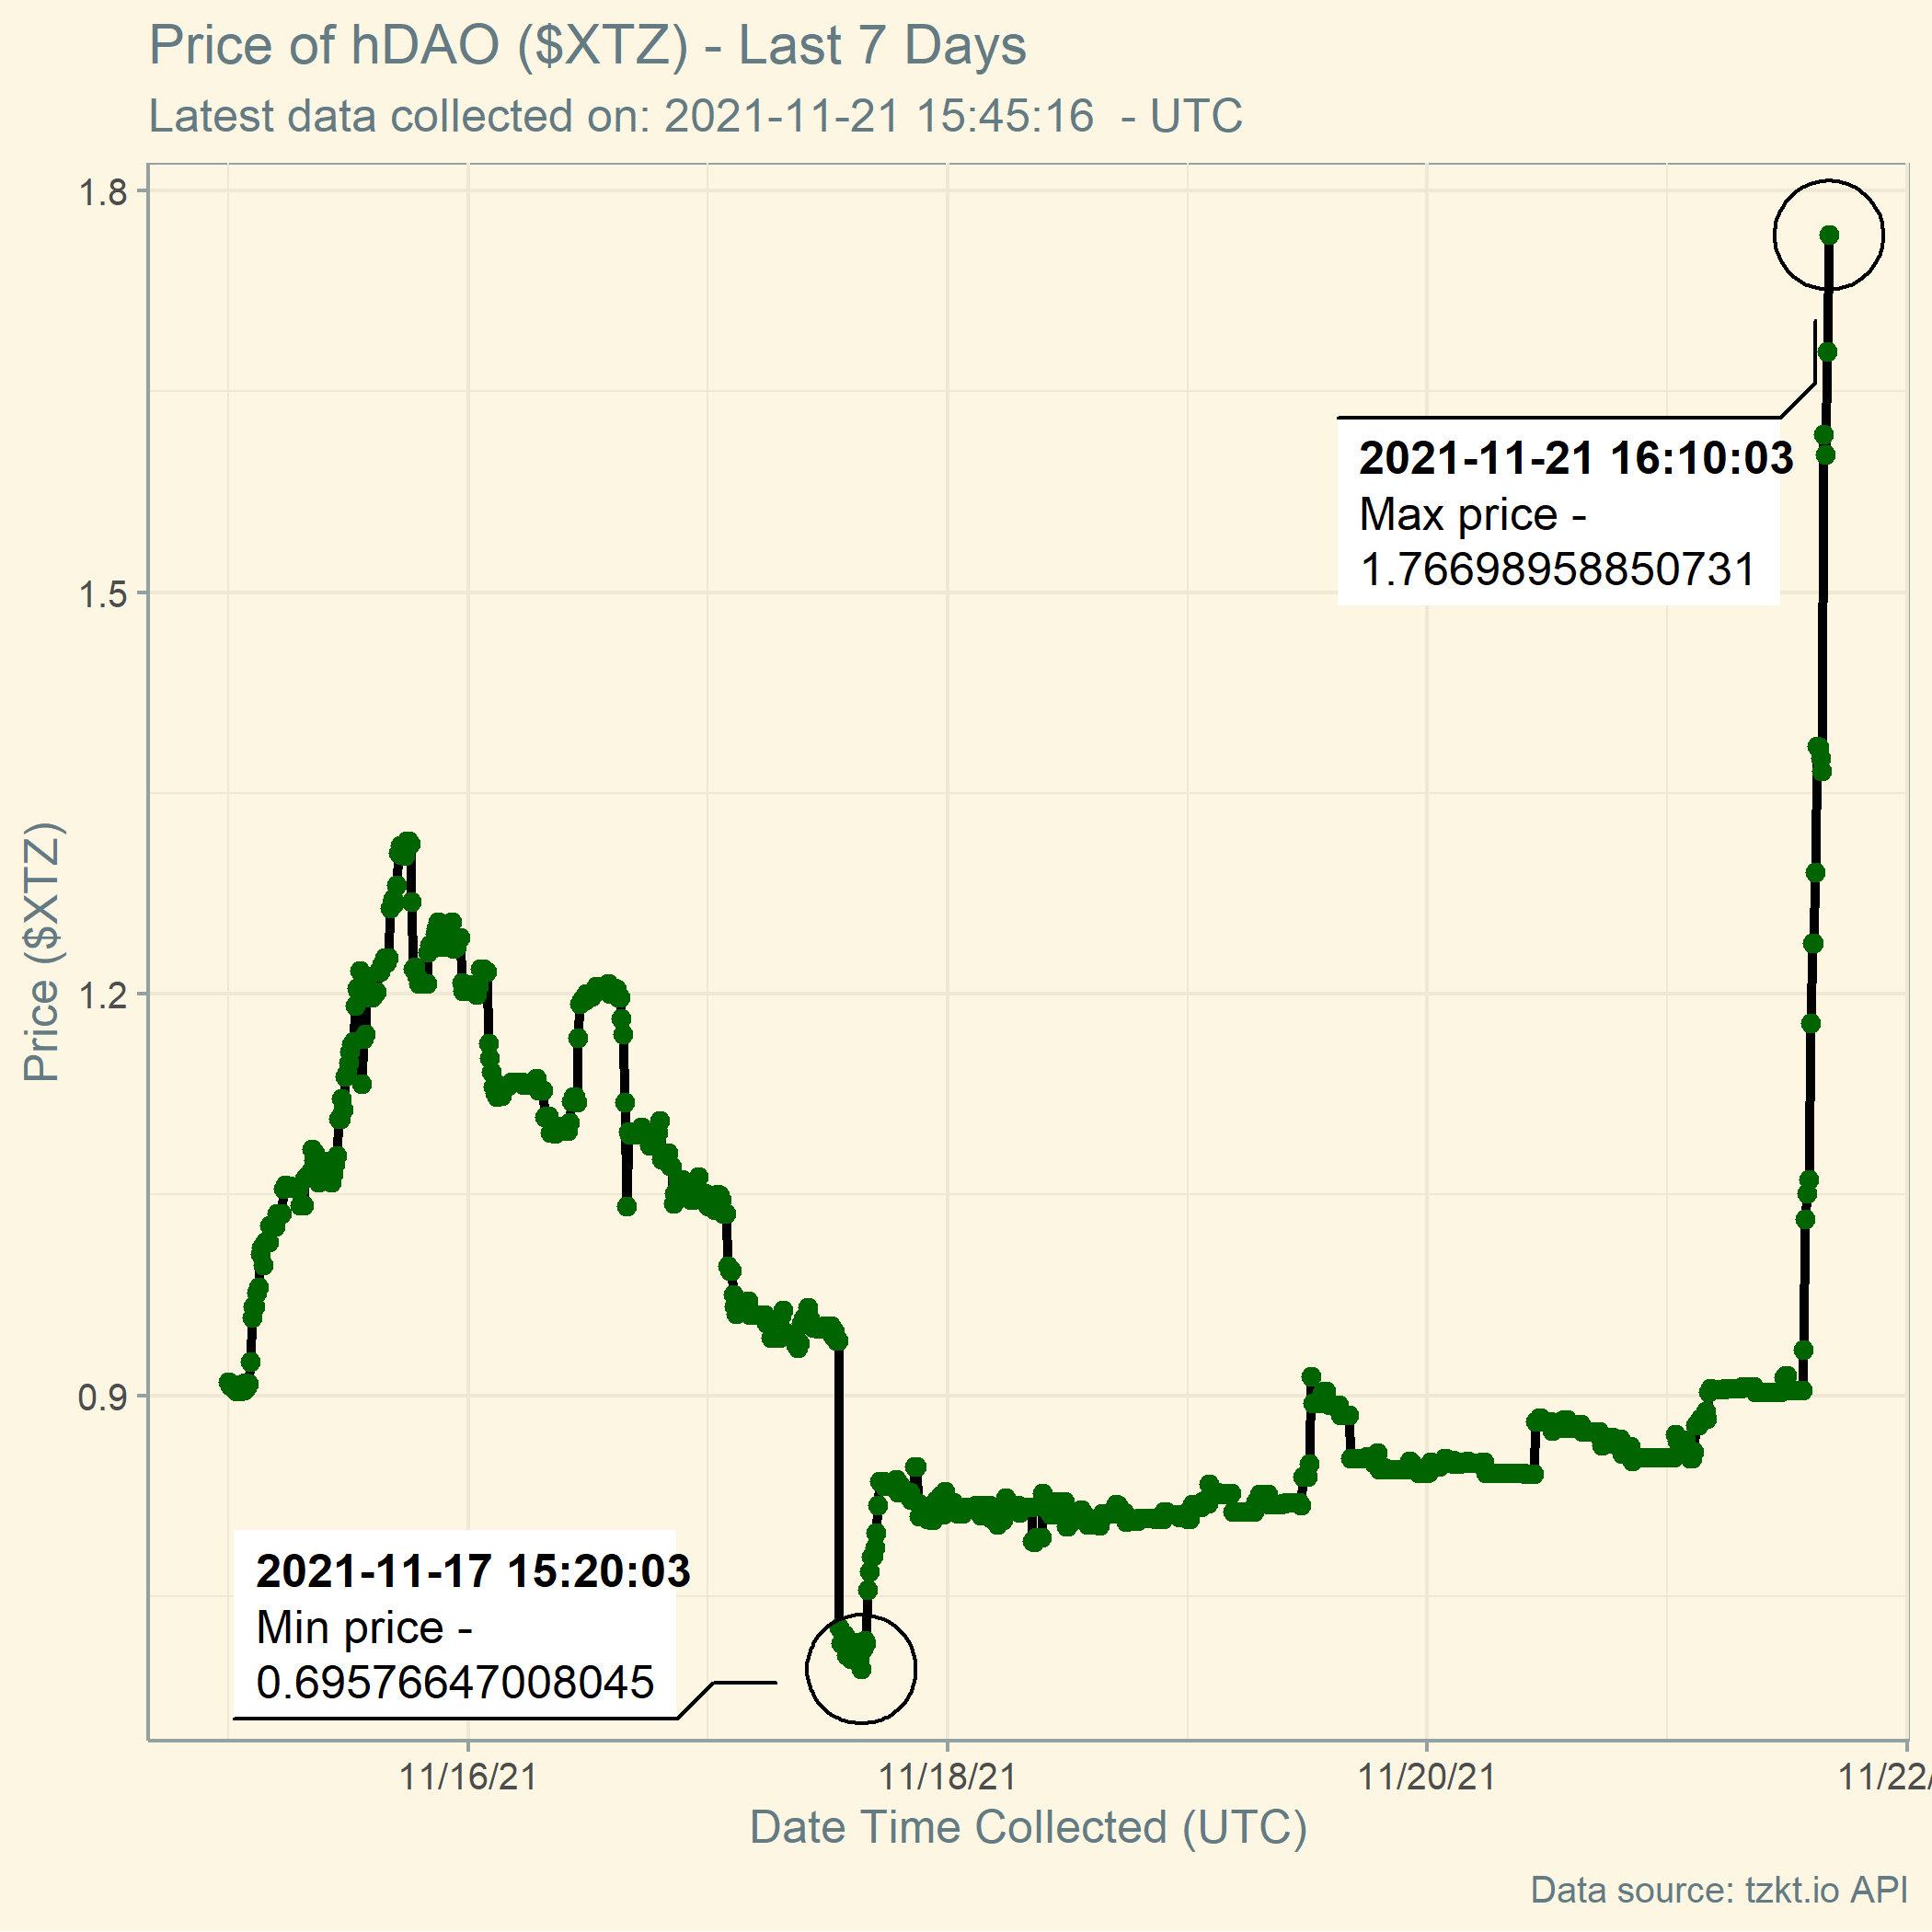 Price of hDAO ($XTZ) - Last 7 Days
Latest data collected on: 2021-11-21 15:45:16 - UTC
1.8
1.5
1.2
0.9
Price ($XTZ)
2021-11-21 16:10:03
Max price -
1.76698958850731
2021-11-17 15:20:03
Min price -
0.69576647008045
11/16/21
11/18/21
11/20/21
11/22/
Date Time Collected (UTC)
Data source: tzkt.io API